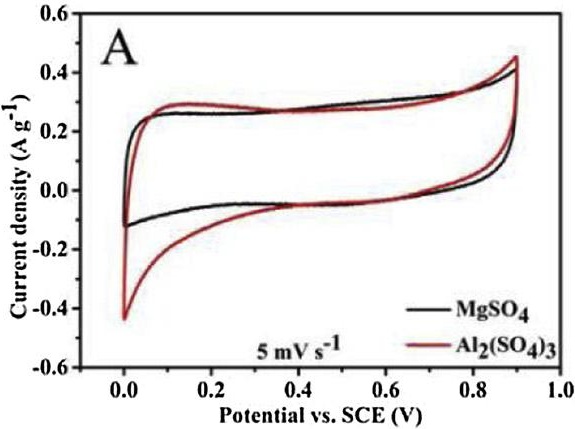 A
0.6
0.4
0.2
0.0
-0.2
-0.4
-0.6
Current density (A g-1)
MgSO4
Al2(SO4)3
5 mV s-1
0.0 0.2 0.4 0.6 0.8 1.0
Potential vs. SCE (V)